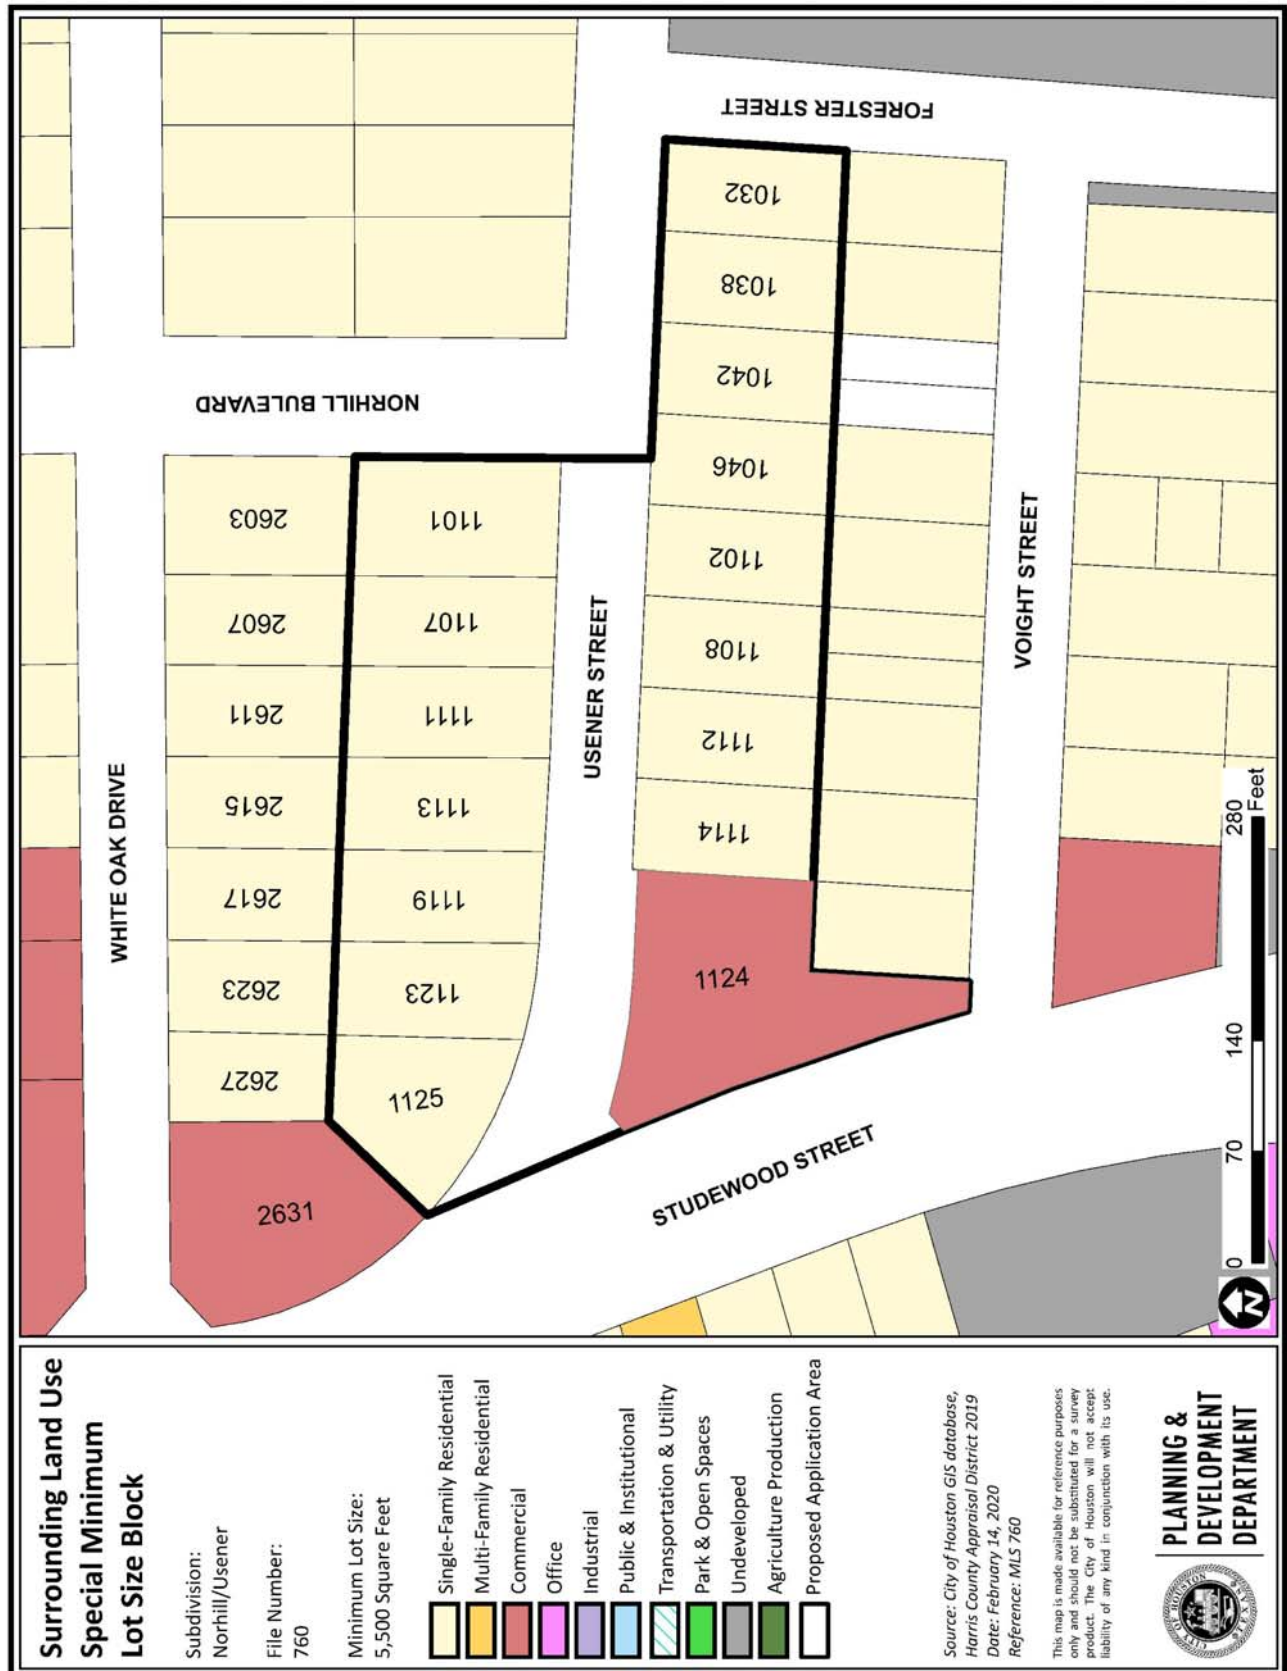 Surrounding Land Use
Special Minimum
Lot Size Block
Subdivision:
Norhill/Usener
File Number:
760
Minimum Lot Size:
5,500 Square Feet
Single-Family Residential
Multi-Family Residential
Commercial
Office
Industrial
Public & Institutional
Transportation & Utility
Park & Open Spaces
Undeveloped
Agriculture Production
Proposed Application Area
Source: City of Houston GIS database,
Harris County Appraisal District 2019
Date: February 14, 2020
Reference: MLS 760
This map is made available for reference purposes
only and should not be substituted for a survey
product. The City of Houston will not accept
liability of any kind in conjunction with its use.
CITY OF HOUSTON
TEXAS
PLANNING &
DEVELOPMENT
DEPARTMENT
WHITE OAK DRIVE
NORHILL BULEVARD
FORESTER STREET
USENER STREET
VOIGHT STREET
STUDEWOOD STREET
2631
2627
2623
2617
2615
2611
2607
2603
1125
1123
1119
1113
1111
1107
1101
1124
1114
1112
1108
1102
1046
1042
1038
1032
N
0
70
140
280
Feet